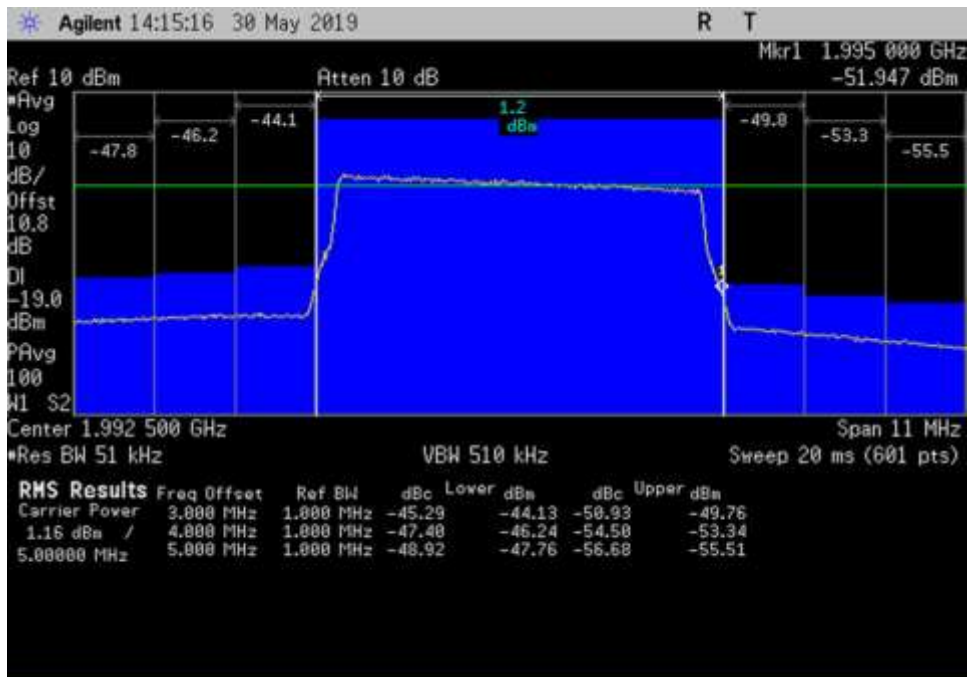 Agilent 14:15:16 30 May 2019 R T
Mkr1 1.995 000 GHz
Ref 10 dBm Atten 10 dB -51.947 dBm
#Avg
Log
10
dB/
Offst
10.8
dB
DI
-19.0
dBm
PAvg
100
W1 S2
-47.8 -46.2 -44.1 1.2 dBm -49.8 -53.3 -55.5
1
Center 1.992 500 GHz Span 11 MHz
#Res BW 51 kHz VBW 510 kHz Sweep 20 ms (601 pts)
RMS Results Freq Offset Ref BW dBc Lower dBm dBc Upper dBm
Carrier Power 3.000 MHz 1.000 MHz -45.29 -44.13 -50.93 -49.76
1.16 dBm / 4.000 MHz 1.000 MHz -47.40 -46.24 -54.50 -53.34
5.00000 MHz 5.000 MHz 1.000 MHz -48.92 -47.76 -56.68 -55.51